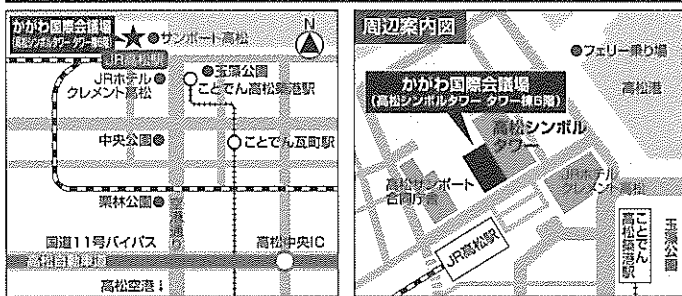 かがわ国際会議場
(高松シンボルタワー タワー棟6階)
サンポート高松
N
JR高松駅
JRホテル
クレメント高松
玉藻公園
ことでん高松築港駅
中央公園
ことでん瓦町駅
栗林公園
空港通り
国道11号バイパス
高松中央IC
高松自動車道
高松空港↓
周辺案内図
フェリー乗り場
高松港
かがわ国際会議場
(高松シンボルタワー タワー棟6階)
高松シンボル
タワー
高松サンポート
合同庁舎
JRホテル
クレメント高松
JR高松駅
ことでん
高松築港駅
玉藻公園